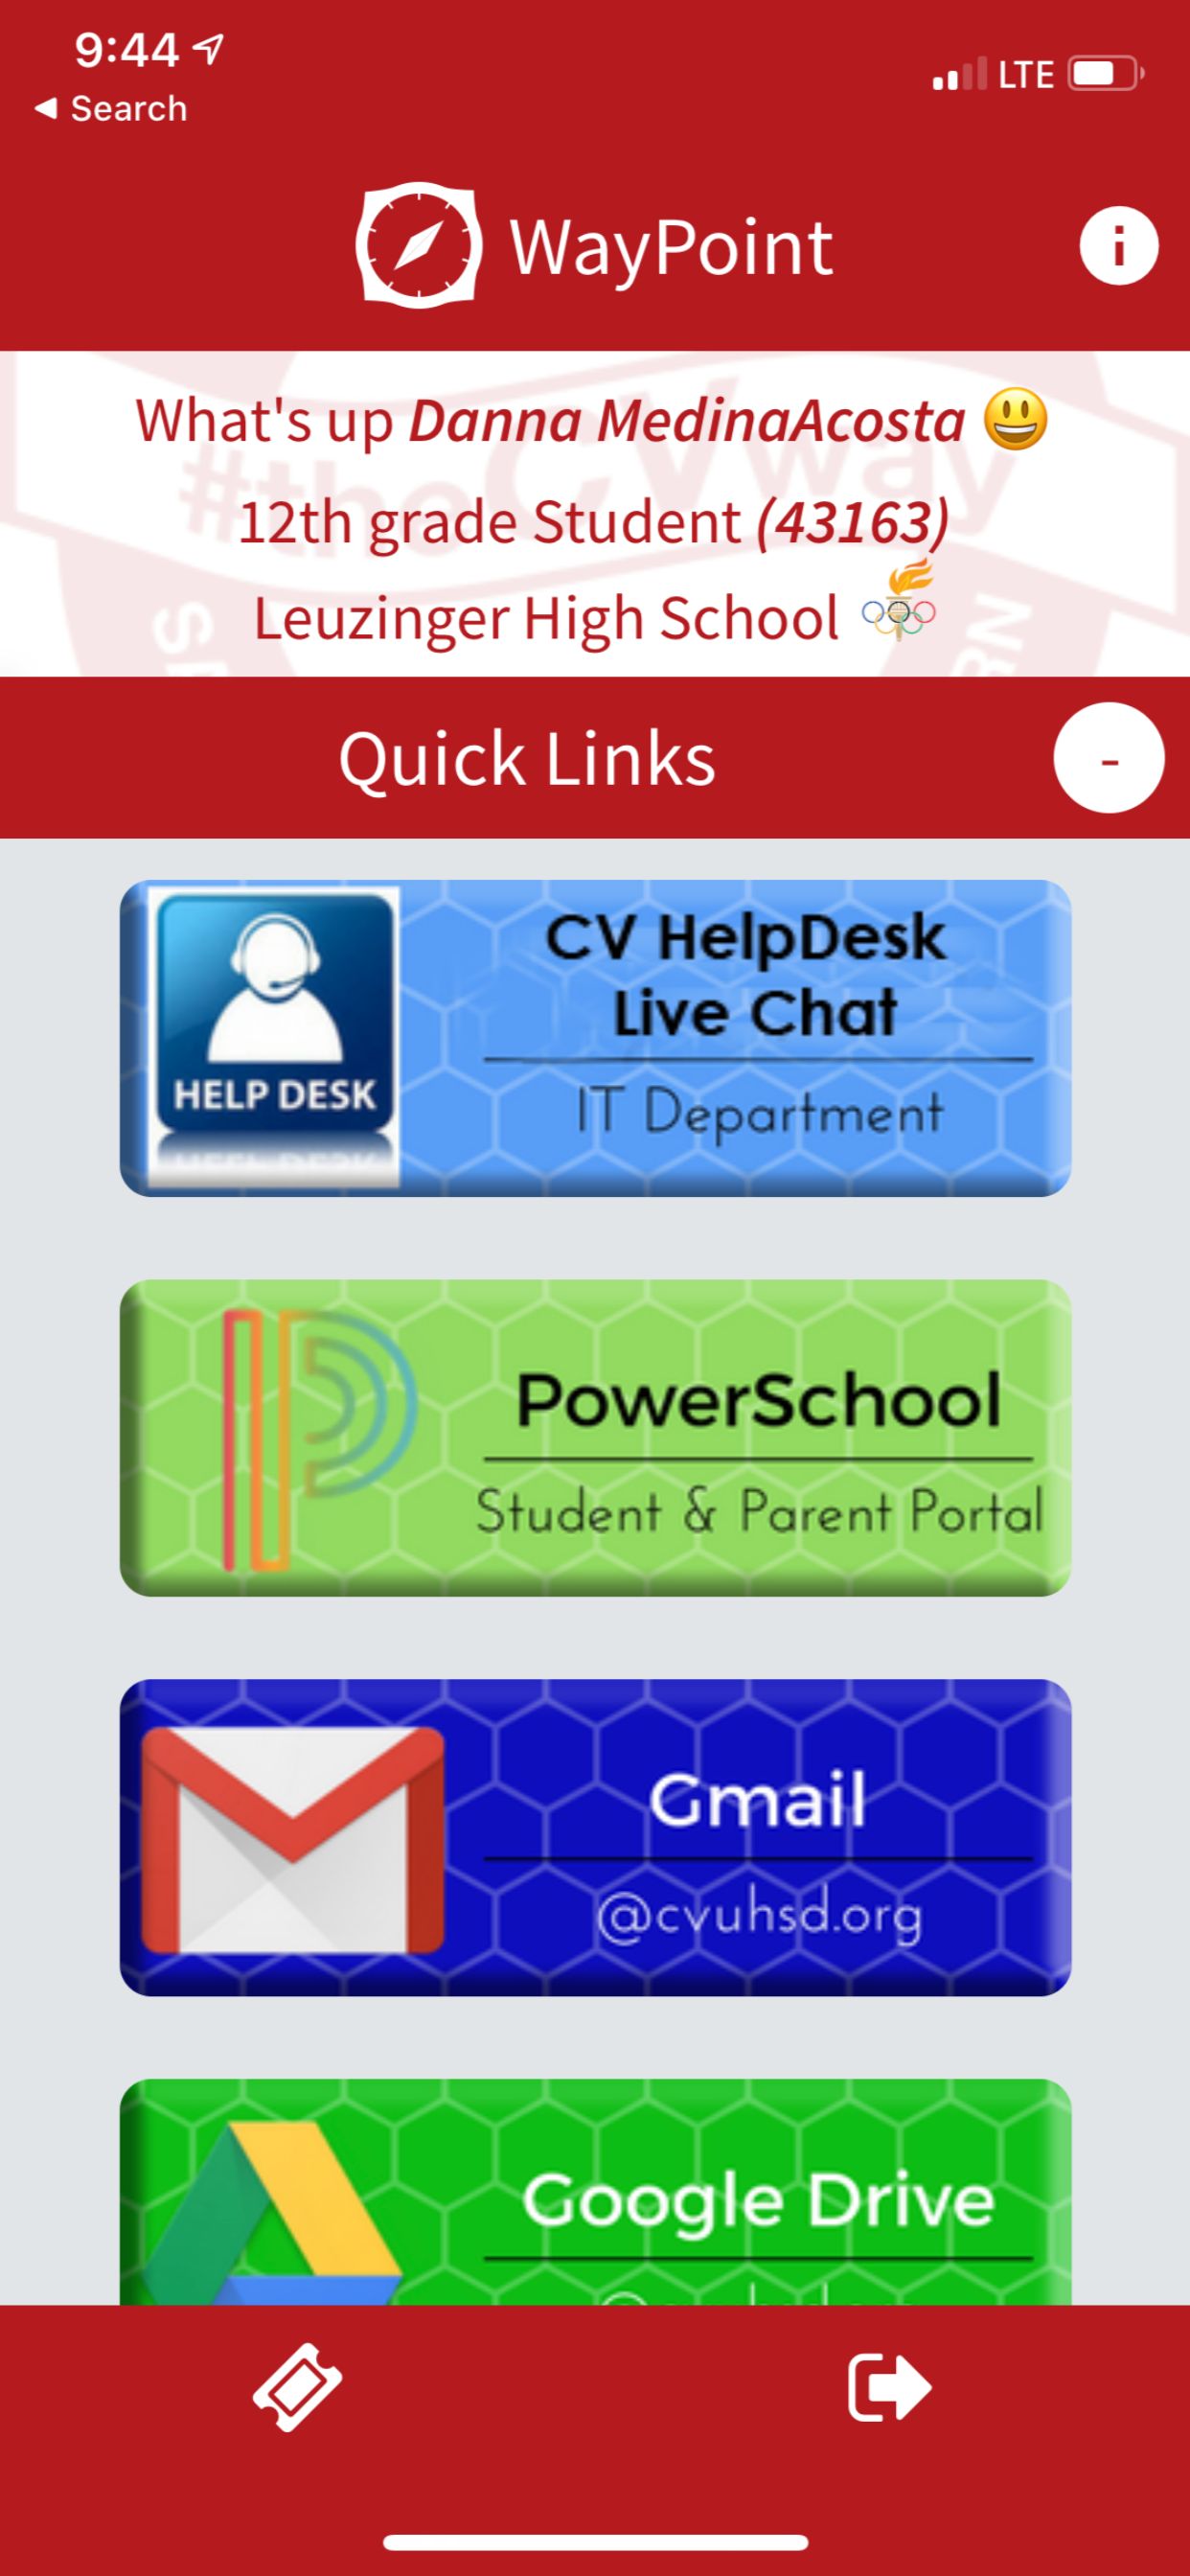 9:44
◀ Search
LTE
WayPoint
i
What's up Danna MedinaAcosta 😃
#theCVway
12th grade Student (43163)
Leuzinger High School
Quick Links
-
CV HelpDesk
Live Chat
HELP DESK
IT Department
PowerSchool
Student & Parent Portal
Gmail
@cvuhsd.org
Google Drive